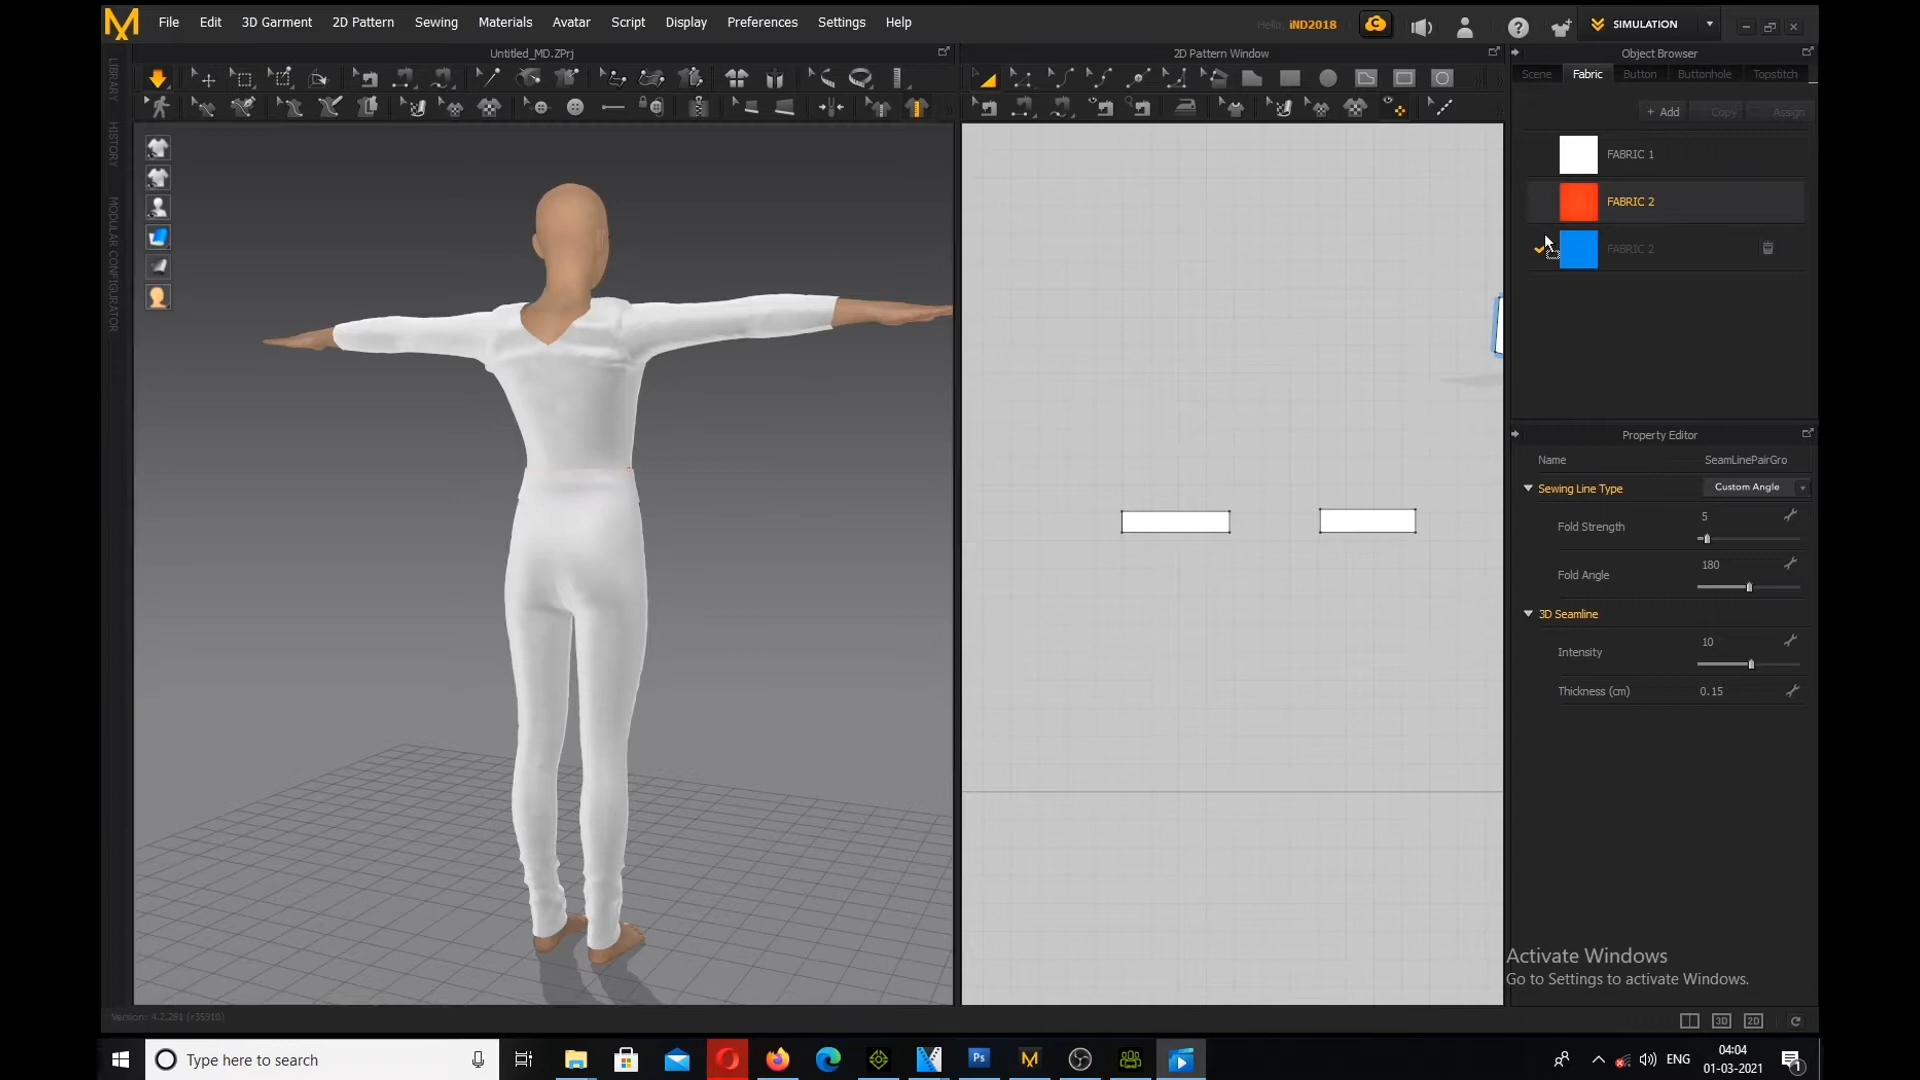 File Edit 3D Garment 2D Pattern Sewing Materials Avatar Script Display Preferences Settings Help
Hello, iND2018
SIMULATION
Untitled_MD.ZPrj
2D Pattern Window
Object Browser
Scene Fabric Button Buttonhole Topstitch
+ Add Copy Assign
FABRIC 1
FABRIC 2
FABRIC 2
LIBRARY
HISTORY
MODULAR CONFIGURATOR
Property Editor
Name SeamLinePairGro
Sewing Line Type Custom Angle
Fold Strength 5
Fold Angle 180
3D Seamline
Intensity 10
Thickness (cm) 0.15
Activate Windows
Go to Settings to activate Windows.
Version: 4.2.281 (r35910)
3D 2D
Type here to search
Ps
ENG
04:04
01-03-2021
1